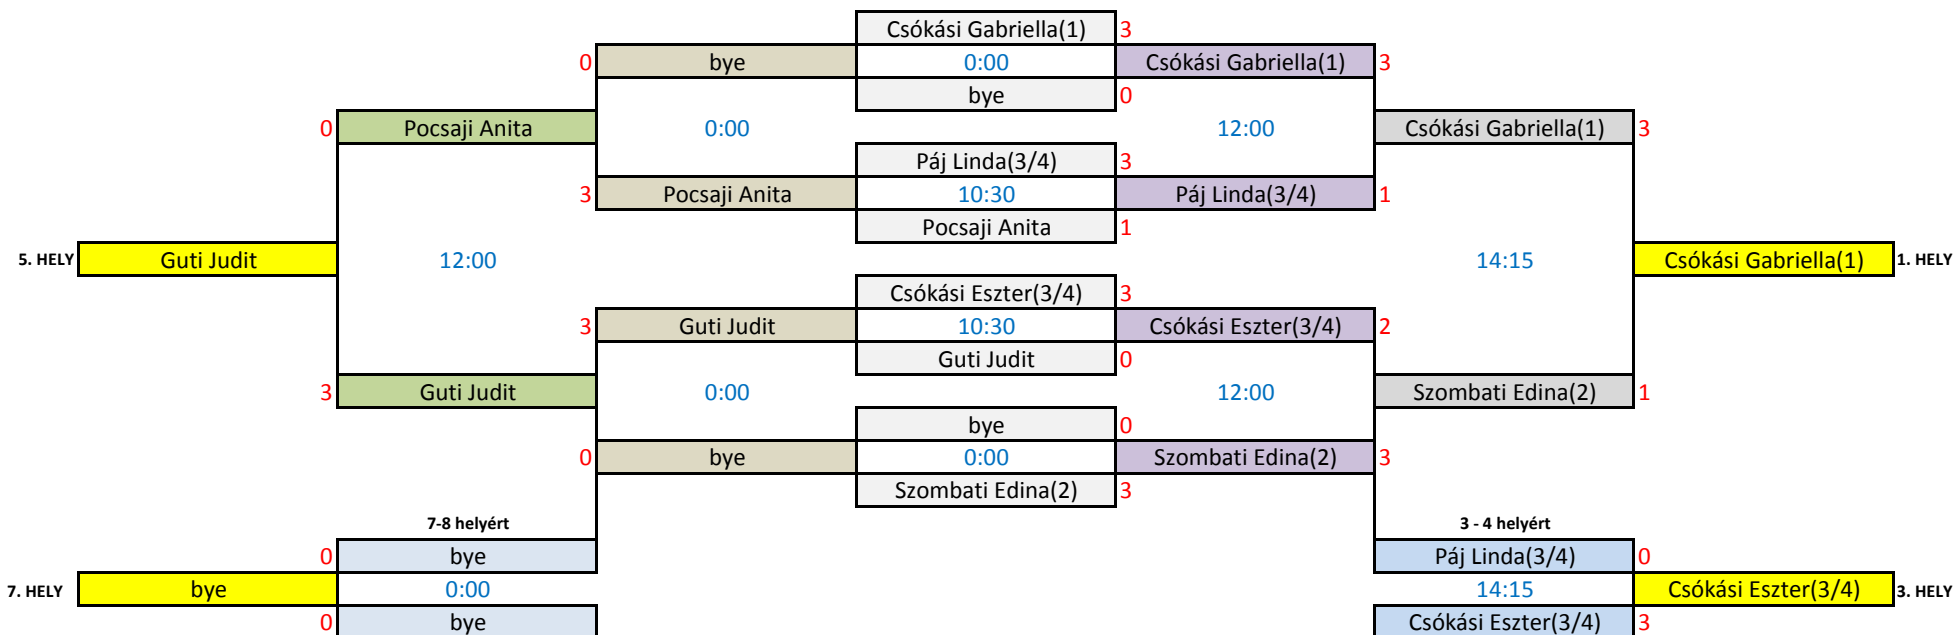 Csókási Gabriella(1) 3
0 bye 0:00 Csókási Gabriella(1) 3
bye 0
0 Pocsaji Anita 0:00 12:00 Csókási Gabriella(1) 3
Páj Linda(3/4) 3
3 Pocsaji Anita 10:30 Páj Linda(3/4) 1
Pocsaji Anita 1
5. HELY Guti Judit 12:00 14:15 Csókási Gabriella(1) 1. HELY
Csókási Eszter(3/4) 3
3 Guti Judit 10:30 Csókási Eszter(3/4) 2
Guti Judit 0
3 Guti Judit 0:00 12:00 Szombati Edina(2) 1
bye 0
0 bye 0:00 Szombati Edina(2) 3
Szombati Edina(2) 3
7-8 helyért 3 - 4 helyért
0 bye Páj Linda(3/4) 0
7. HELY bye 0:00 14:15 Csókási Eszter(3/4) 3. HELY
0 bye Csókási Eszter(3/4) 3